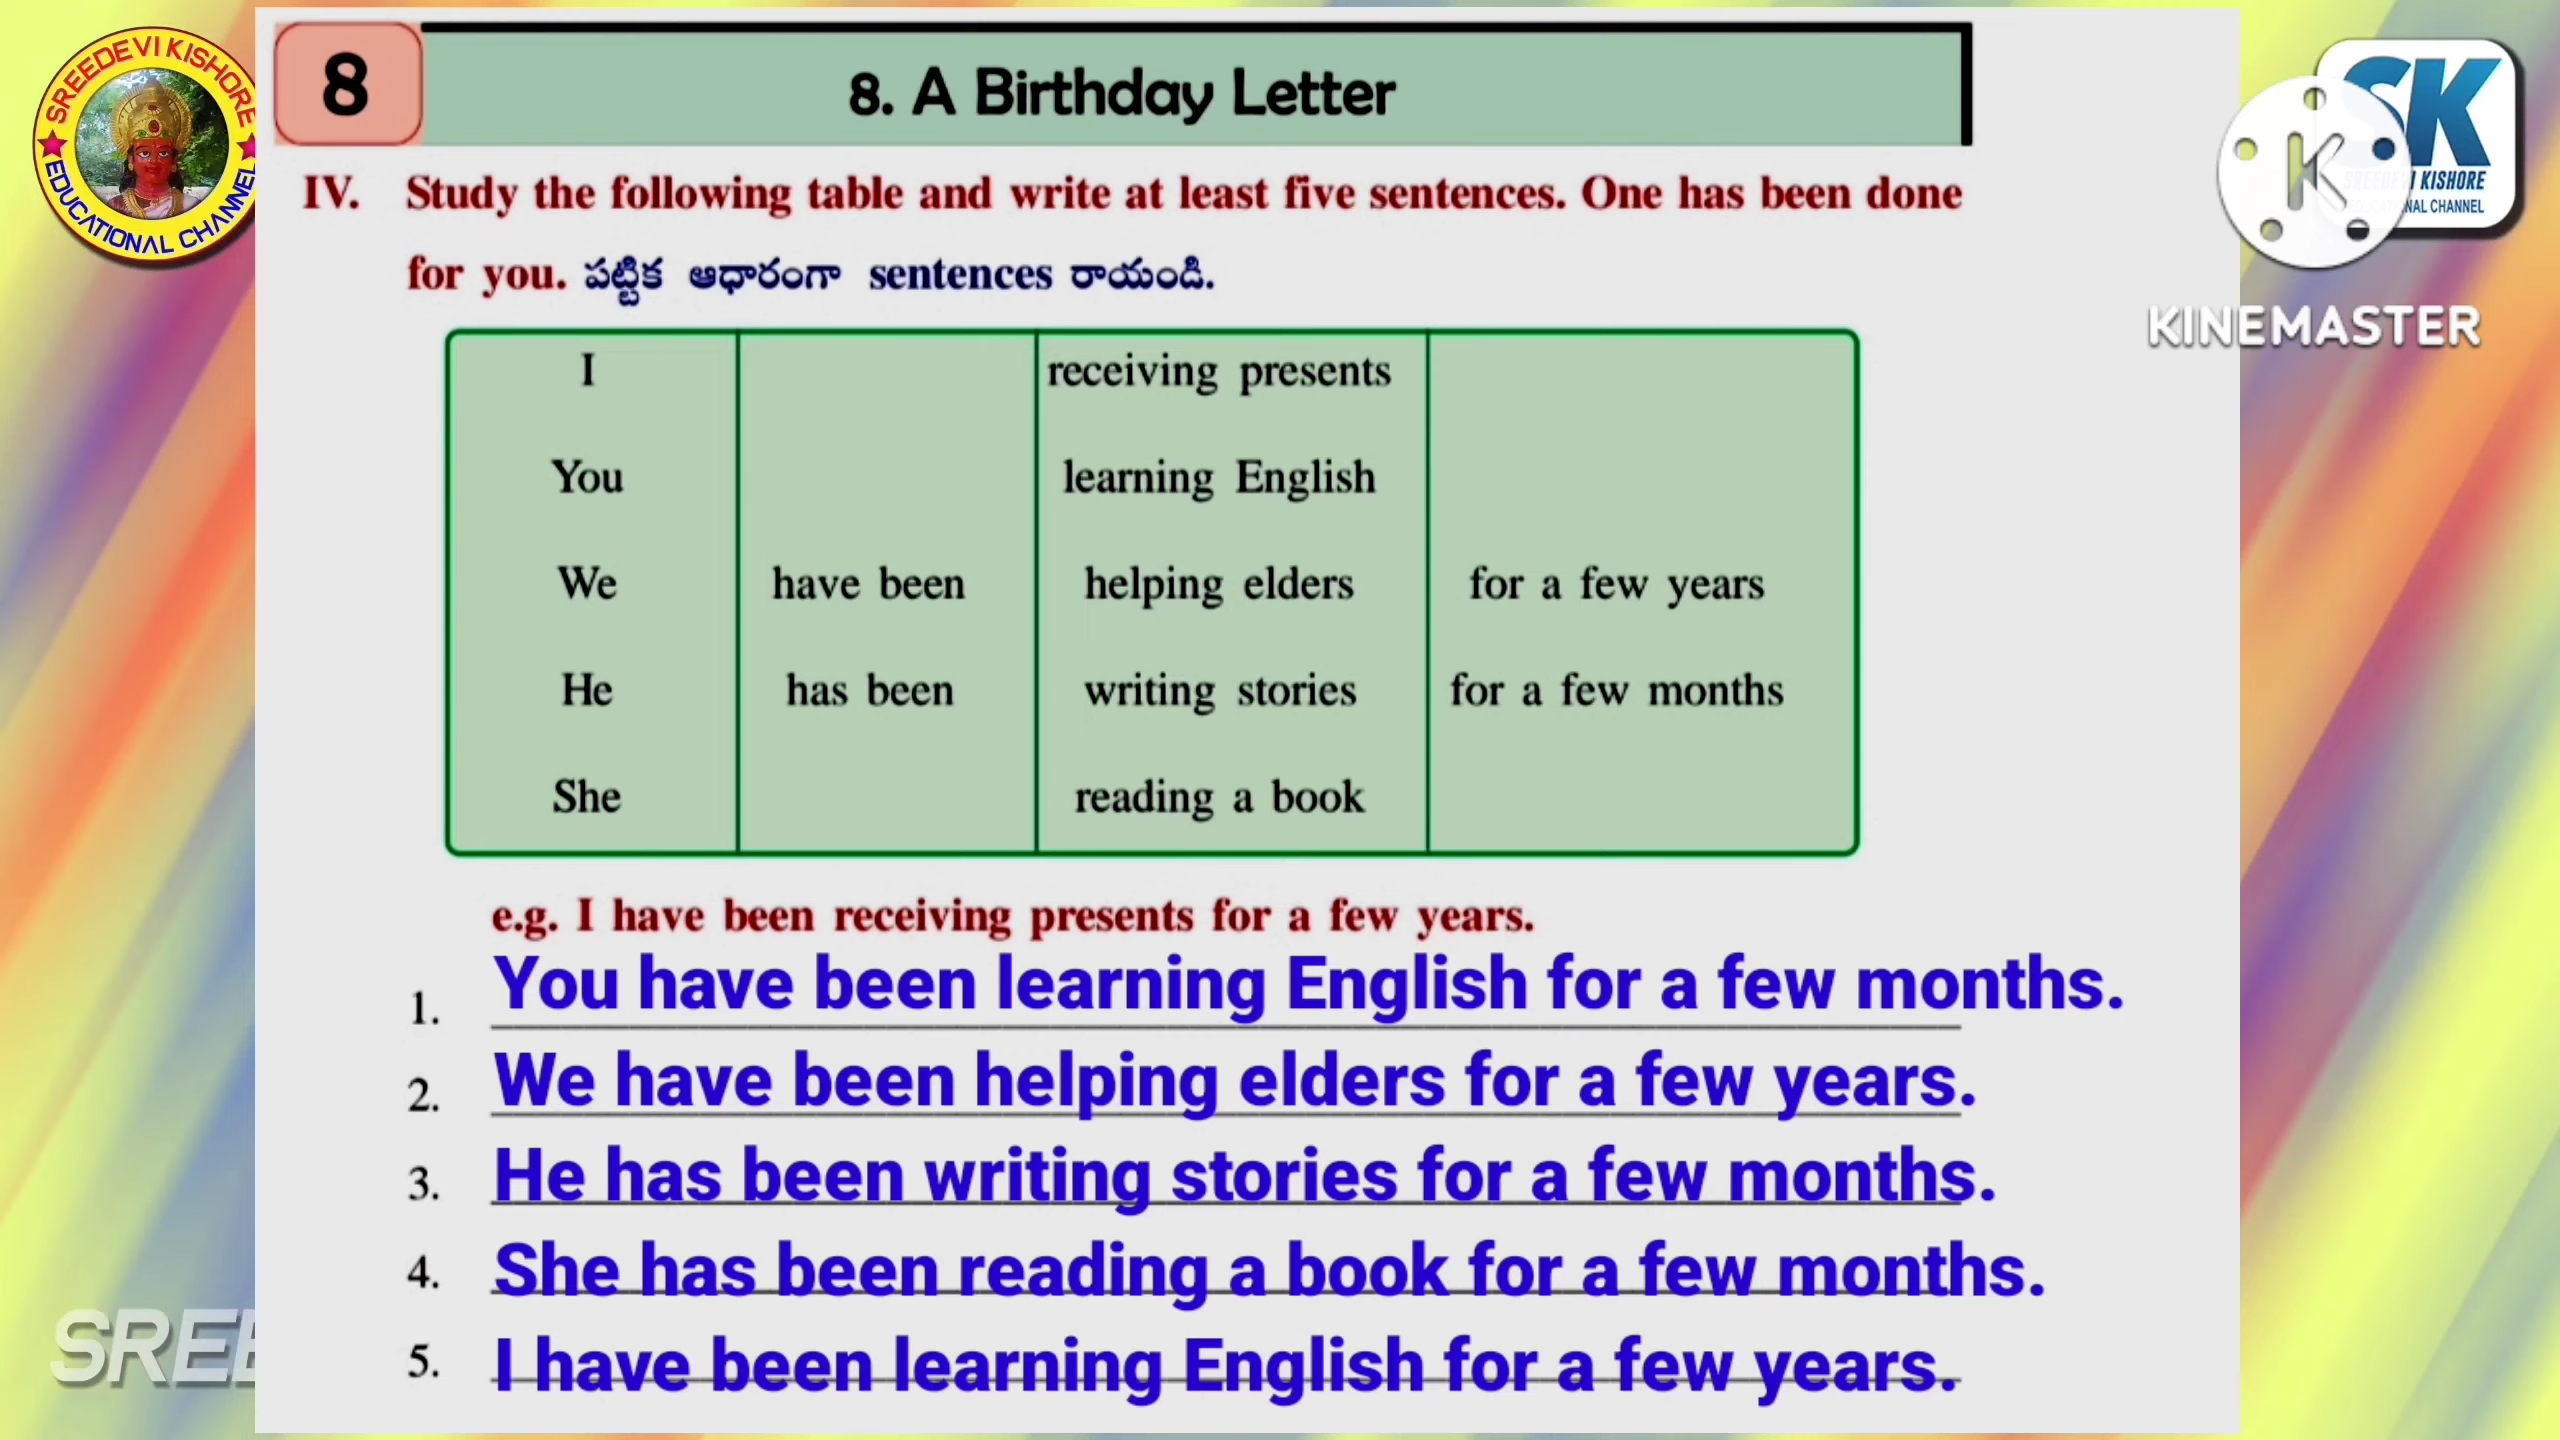 SREEDEVI KISHORE
EDUCATIONAL CHANNEL
8
8. A Birthday Letter
SK
KISHORE
NAL CHANNEL
K
KINEMASTER
IV. Study the following table and write at least five sentences. One has been done
for you. పట్టిక ఆధారంగా sentences రాయండి.
I receiving presents
You learning English
We have been helping elders for a few years
He has been writing stories for a few months
She reading a book
e.g. I have been receiving presents for a few years.
1. You have been learning English for a few months.
2. We have been helping elders for a few years.
3. He has been writing stories for a few months.
4. She has been reading a book for a few months.
5. I have been learning English for a few years.